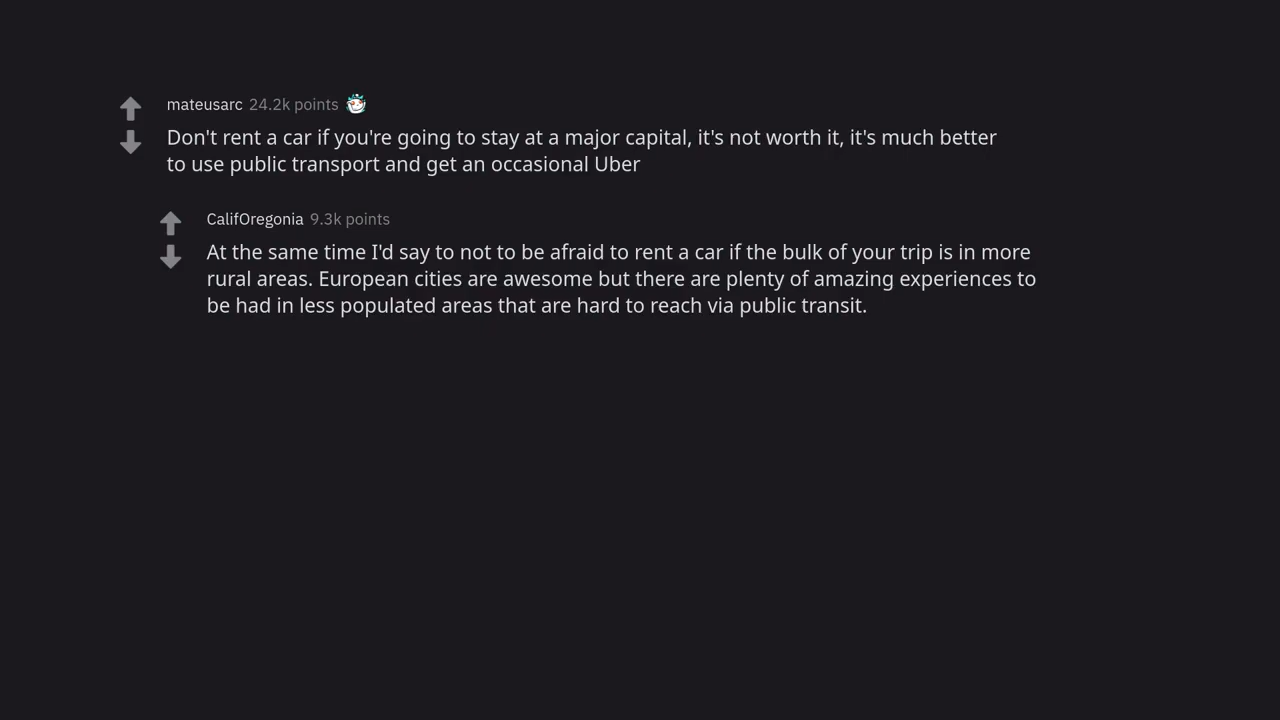 mateusarc 24.2k points
Don't rent a car if you're going to stay at a major capital, it's not worth it, it's much better
to use public transport and get an occasional Uber
CalifOregonia 9.3k points
At the same time I'd say to not to be afraid to rent a car if the bulk of your trip is in more
rural areas. European cities are awesome but there are plenty of amazing experiences to
be had in less populated areas that are hard to reach via public transit.